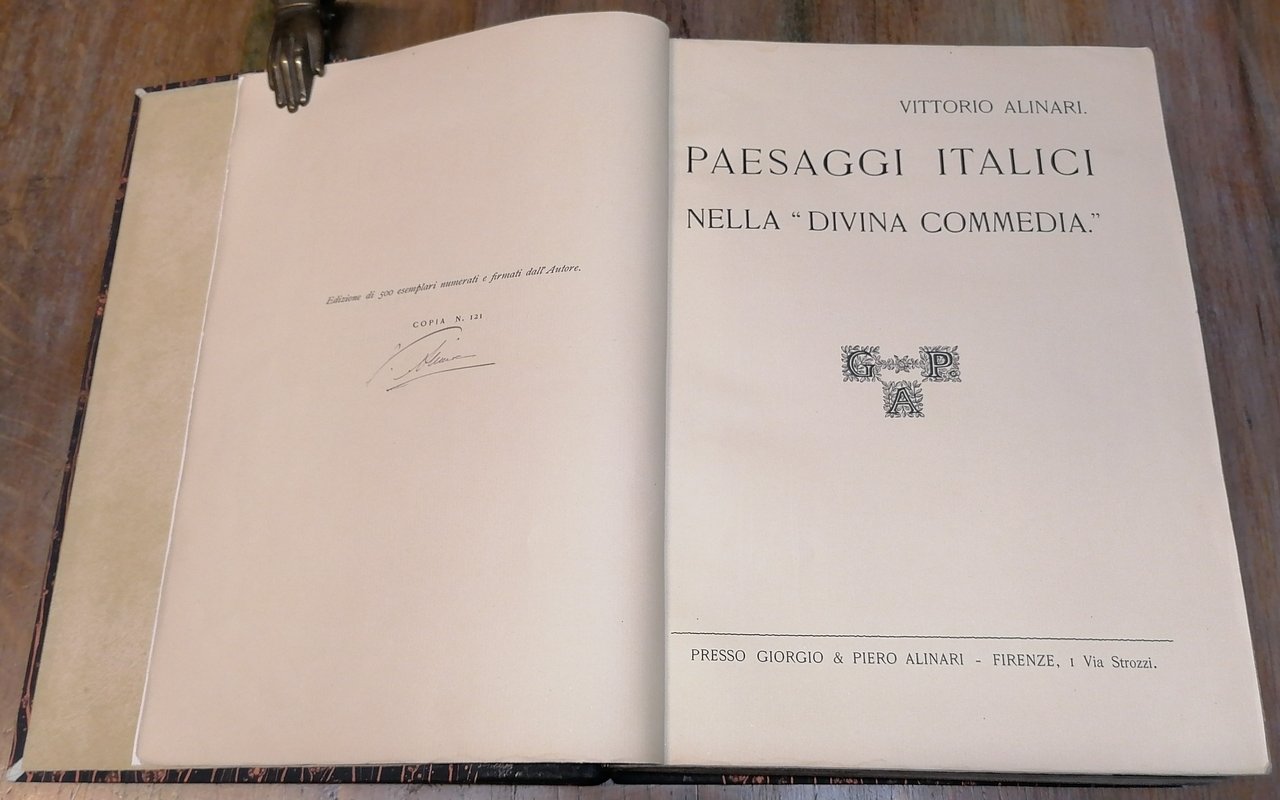 Edizione di 500 esemplari numerati e firmati dall'Autore.
COPIA N. 121
VITTORIO ALINARI.
PAESAGGI ITALICI
NELLA “DIVINA COMMEDIA.”
G P.
A
PRESSO GIORGIO & PIERO ALINARI - FIRENZE, 1 Via Strozzi.